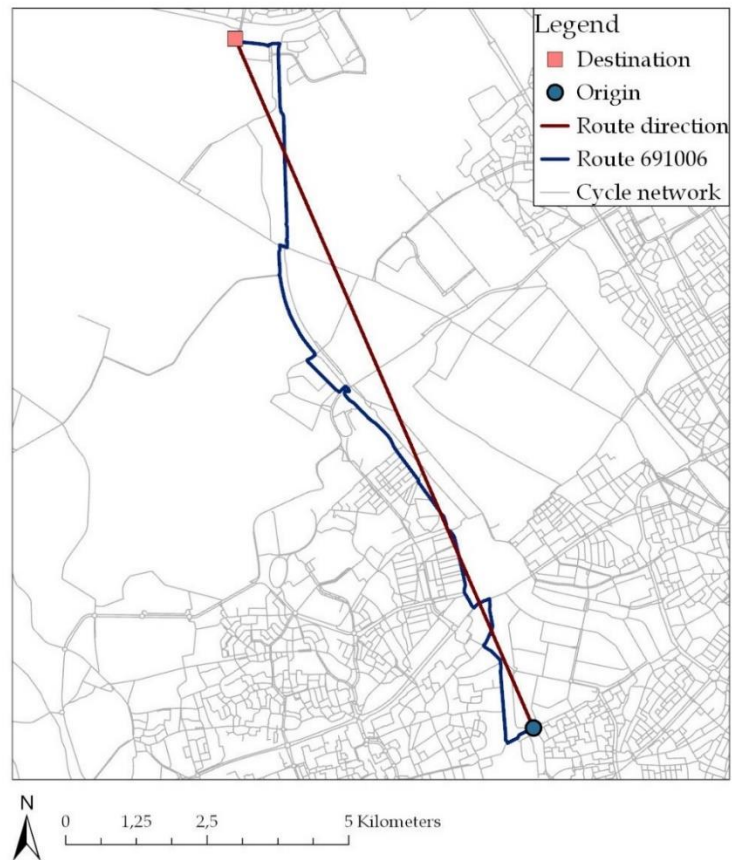 Legend
Destination
Origin
Route direction
Route 691006
Cycle network
N
0 1,25 2,5 5 Kilometers